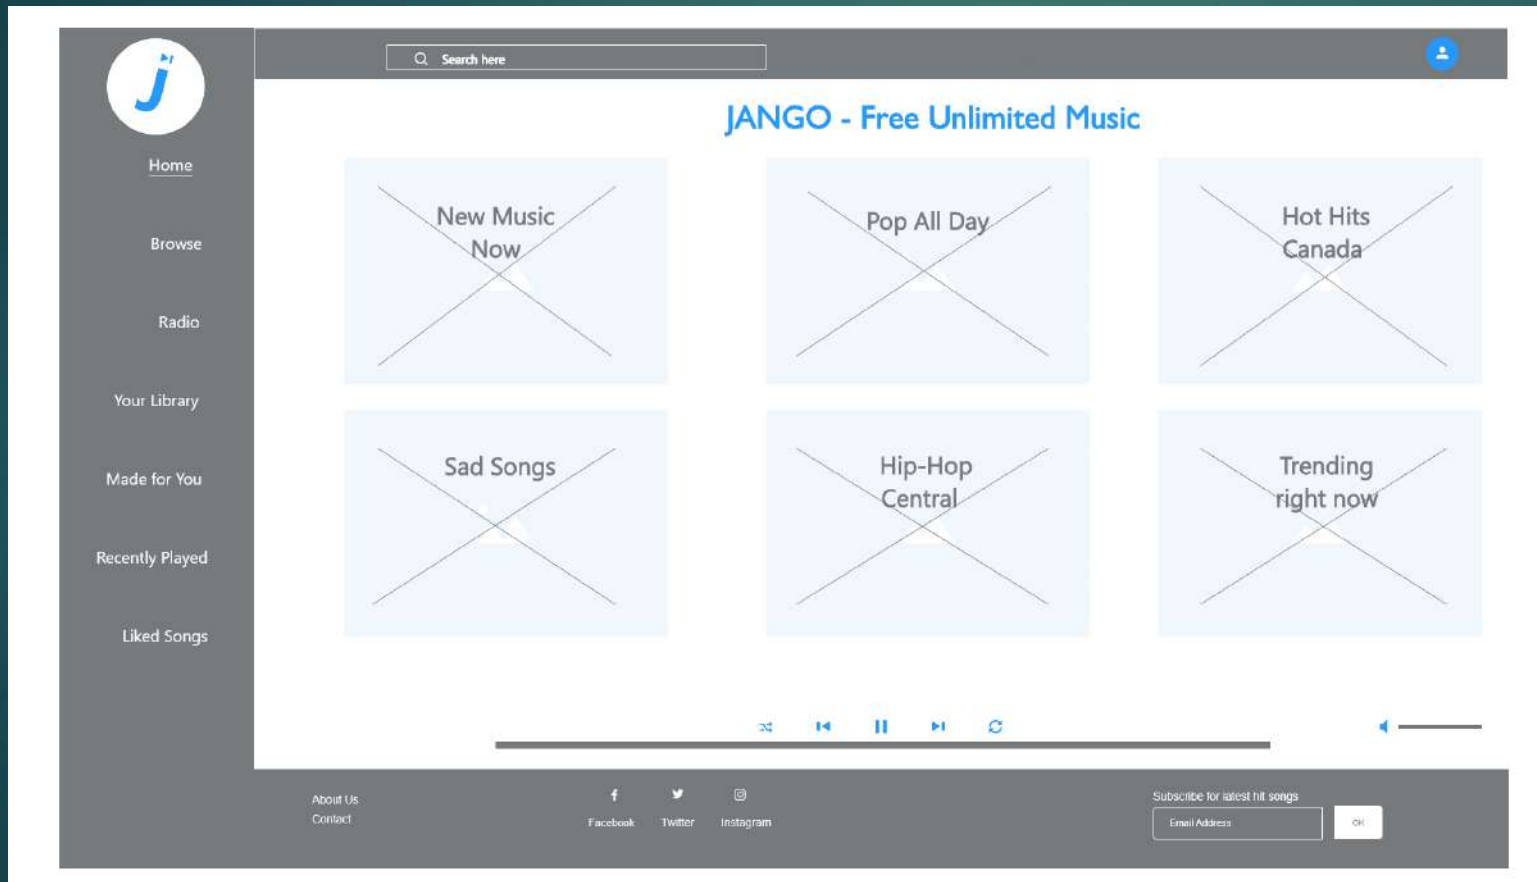 j
Search here
JANGO - Free Unlimited Music
Home
Browse
Radio
Your Library
Made for You
Recently Played
Liked Songs
New Music
Now
Pop All Day
Hot Hits
Canada
Sad Songs
Hip-Hop
Central
Trending
right now
About Us
Contact
Facebook
Twitter
Instagram
Subscribe for latest hit songs
Email Address
OK